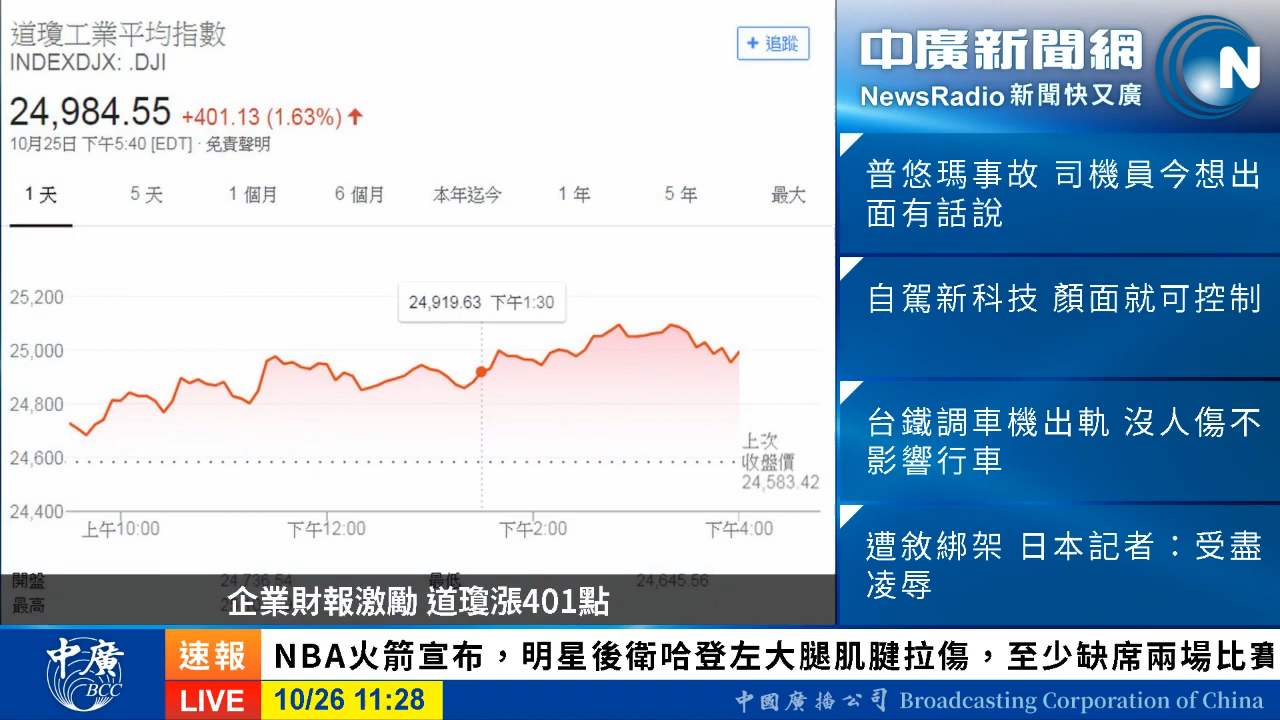 道瓊工業平均指數
INDEXDJX: .DJI
+ 追蹤
24,984.55 +401.13 (1.63%)
10月25日 下午5:40 [EDT] · 免責聲明
1 天 5 天 1 個月 6 個月 本年迄今 1 年 5 年 最大
24,919.63 下午1:30
25,200
25,000
24,800
24,600
24,400
上次
收盤價
24,583.42
上午10:00 下午12:00 下午2:00 下午4:00
開盤 24,736.54 最低 24,645.56
最高
企業財報激勵 道瓊漲401點
中廣新聞網
NewsRadio 新聞快又廣
N
普悠瑪事故 司機員今想出
面有話說
自駕新科技 顏面就可控制
台鐵調車機出軌 沒人傷不
影響行車
遭敘綁架 日本記者：受盡
凌辱
中廣
BCC
速報 NBA火箭宣布，明星後衛哈登左大腿肌腱拉傷，至少缺席兩場比賽
LIVE 10/26 11:28
中國廣播公司 Broadcasting Corporation of China